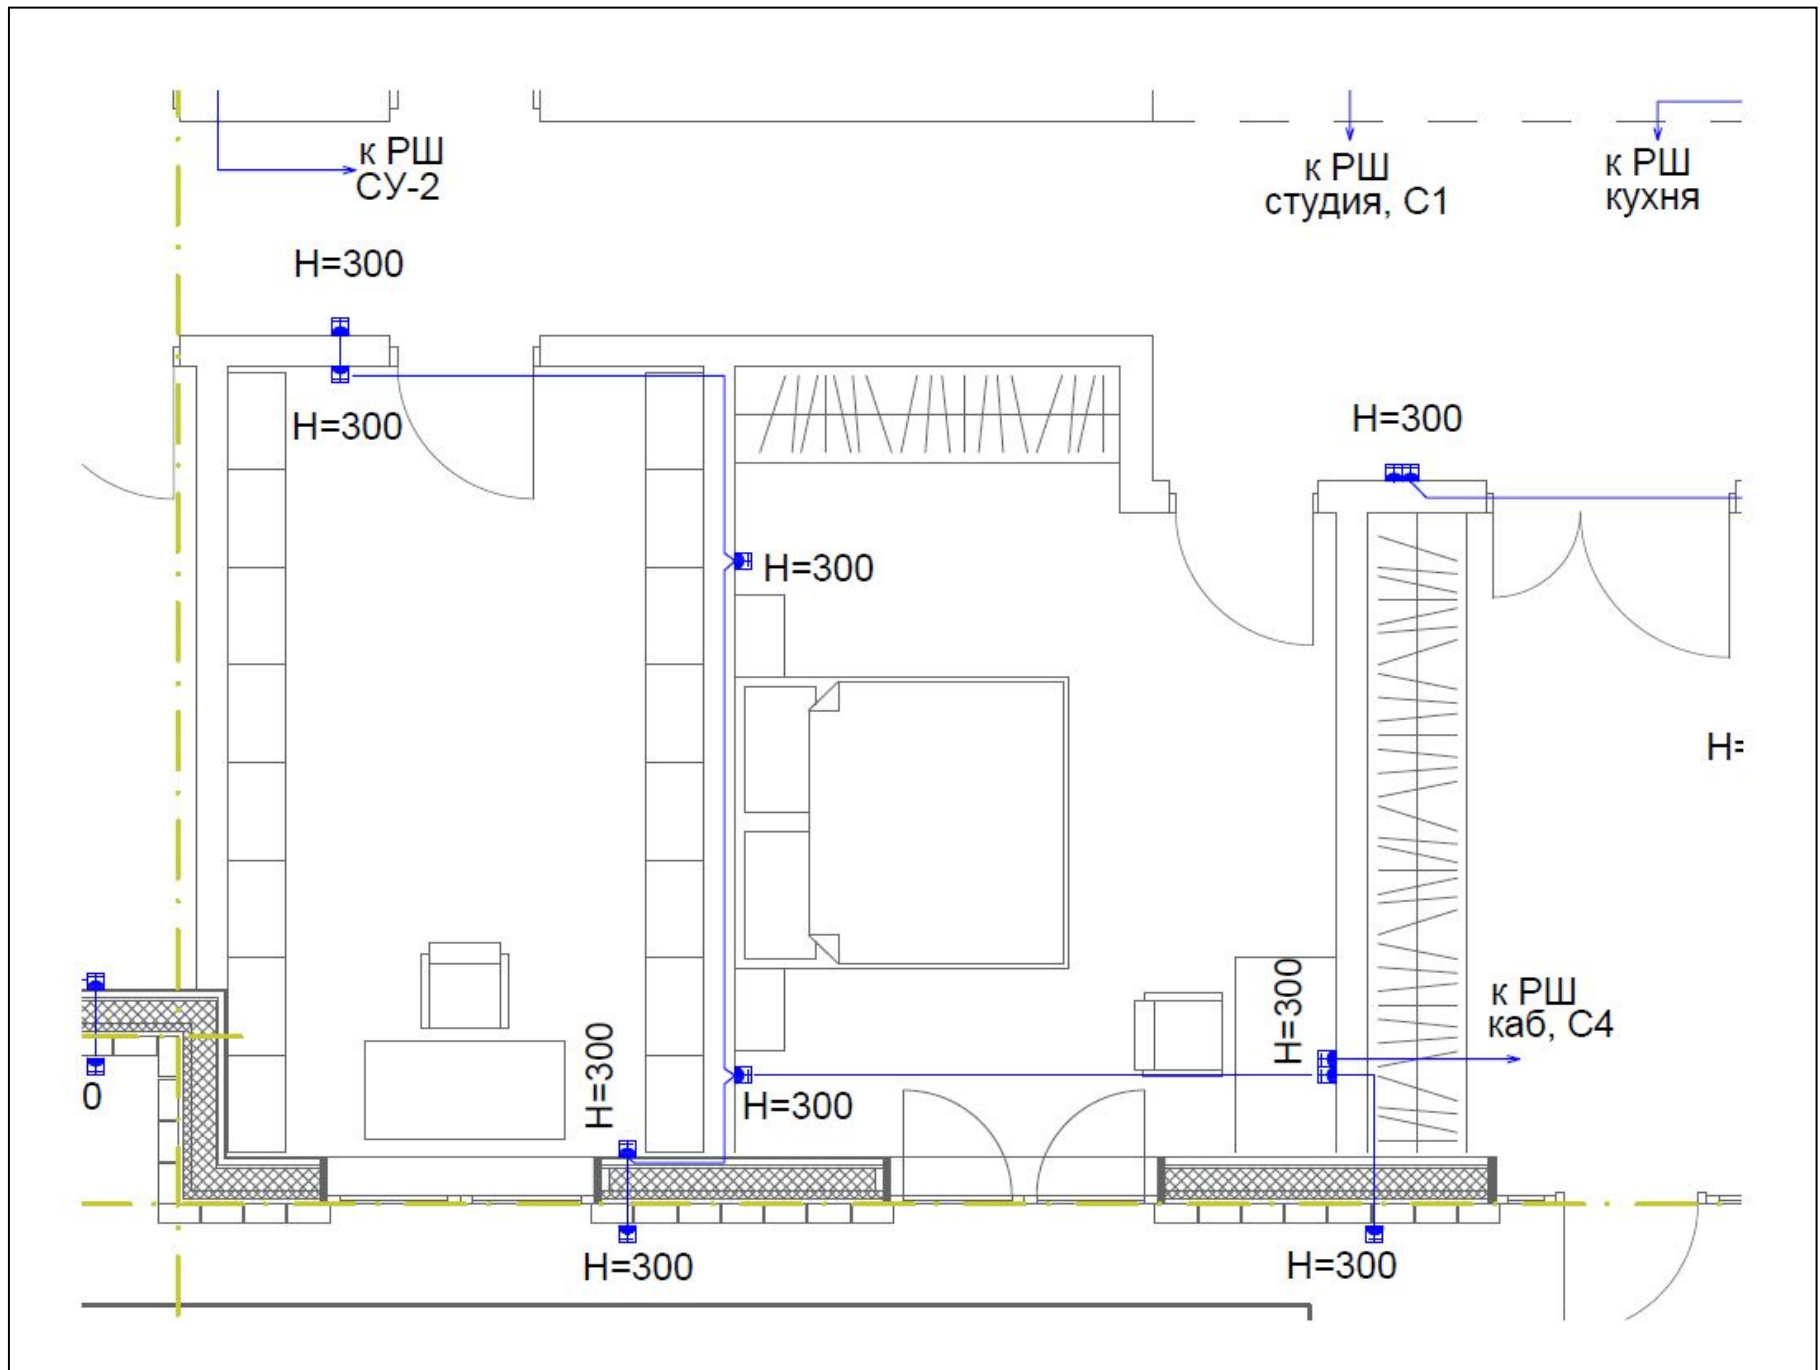 к РШ
СУ-2
к РШ
студия, С1
к РШ
кухня
Н=300
Н=300
Н=300
Н=300
Н=
Н=300
к РШ
каб, С4
Н=300
0
Н=300
Н=300
Н=300